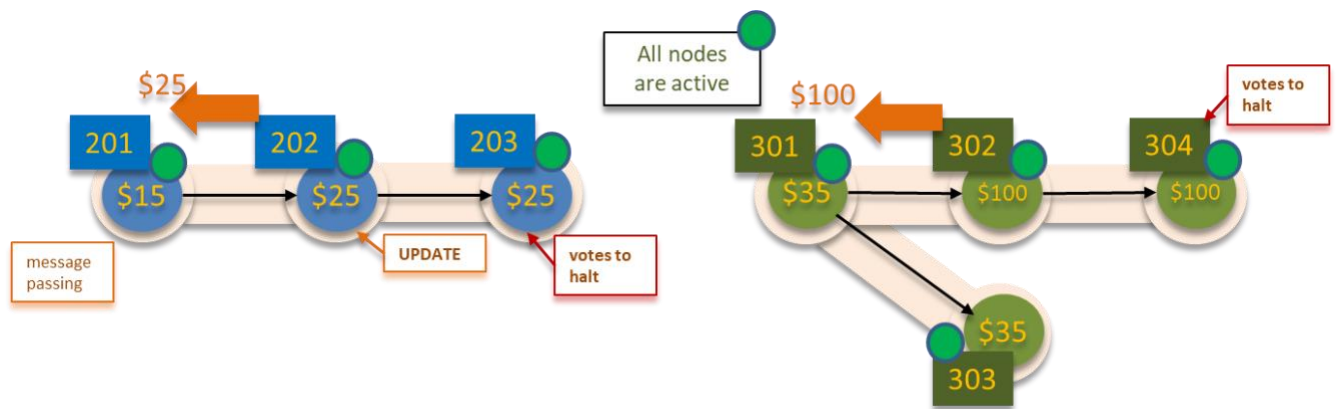 $25
201
202
203
$15
$25
$25
message
passing
UPDATE
votes to
halt
All nodes
are active
$100
votes to
halt
301
302
304
$35
$100
$100
$35
303